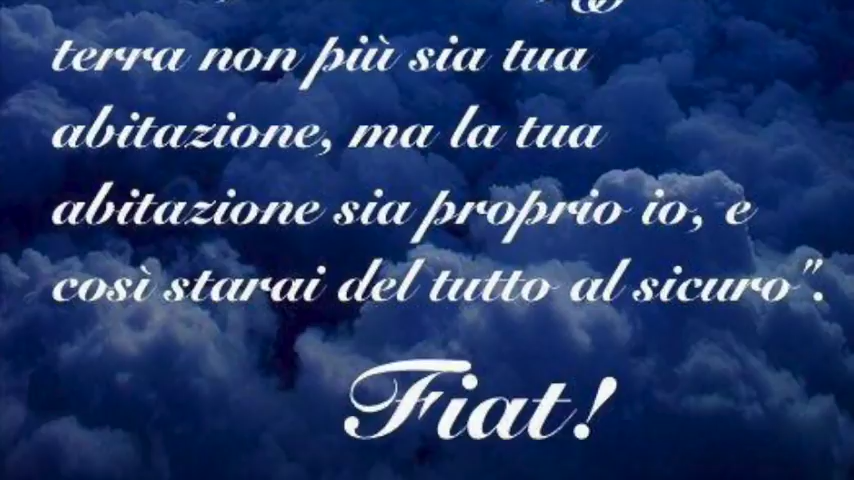 terra non più sia tua
abitazione, ma la tua
abitazione sia proprio io, e
così starai del tutto al sicuro".
Fiat!